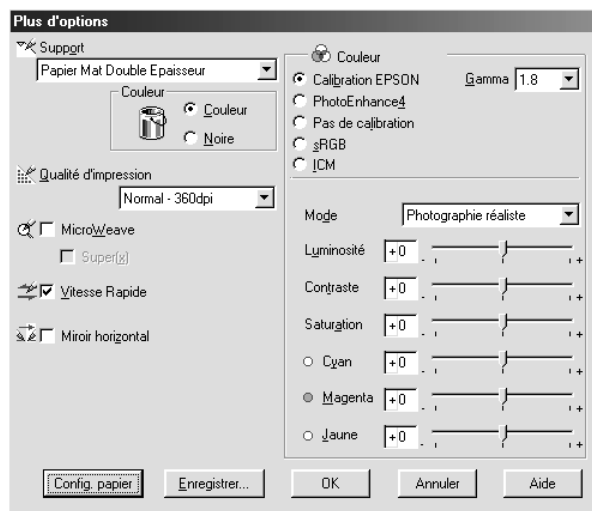 Plus d'options
Support
Papier Mat Double Epaisseur
Couleur
Couleur
Noire
Qualité d'impression
Normal - 360dpi
MicroWeave
Super(x)
Vitesse Rapide
Miroir horizontal
Couleur
Calibration EPSON
Gamma 1.8
PhotoEnhance4
Pas de calibration
sRGB
ICM
Mode Photographie réaliste
Luminosité +0 - +
Contraste +0 - +
Saturation +0 - +
Cyan +0 - +
Magenta +0 - +
Jaune +0 - +
Config. papier Enregistrer... OK Annuler Aide